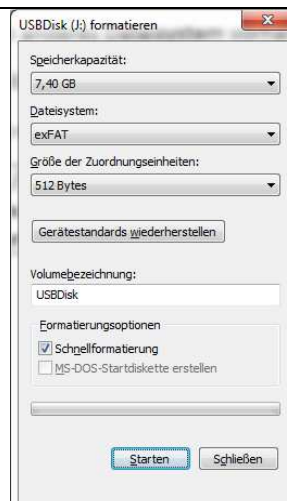 USBDisk (J:) formatieren
Speicherkapazität:
7,40 GB
Dateisystem:
exFAT
Größe der Zuordnungseinheiten:
512 Bytes
Gerätestandards wiederherstellen
Volumebezeichnung:
USBDisk
Formatierungsoptionen
Schnellformatierung
MS-DOS-Startdiskette erstellen
Starten Schließen